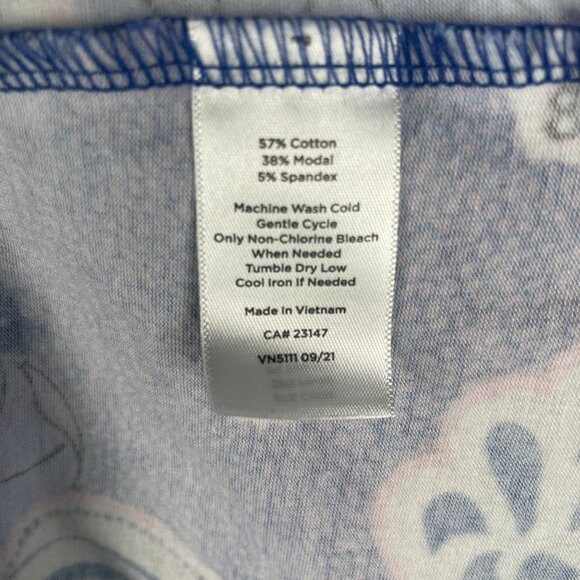 57% Cotton
38% Modal
5% Spandex
Machine Wash Cold
Gentle Cycle
Only Non-Chlorine Bleach
When Needed
Tumble Dry Low
Cool Iron If Needed
Made In Vietnam
CA# 23147
VN5111 09/21